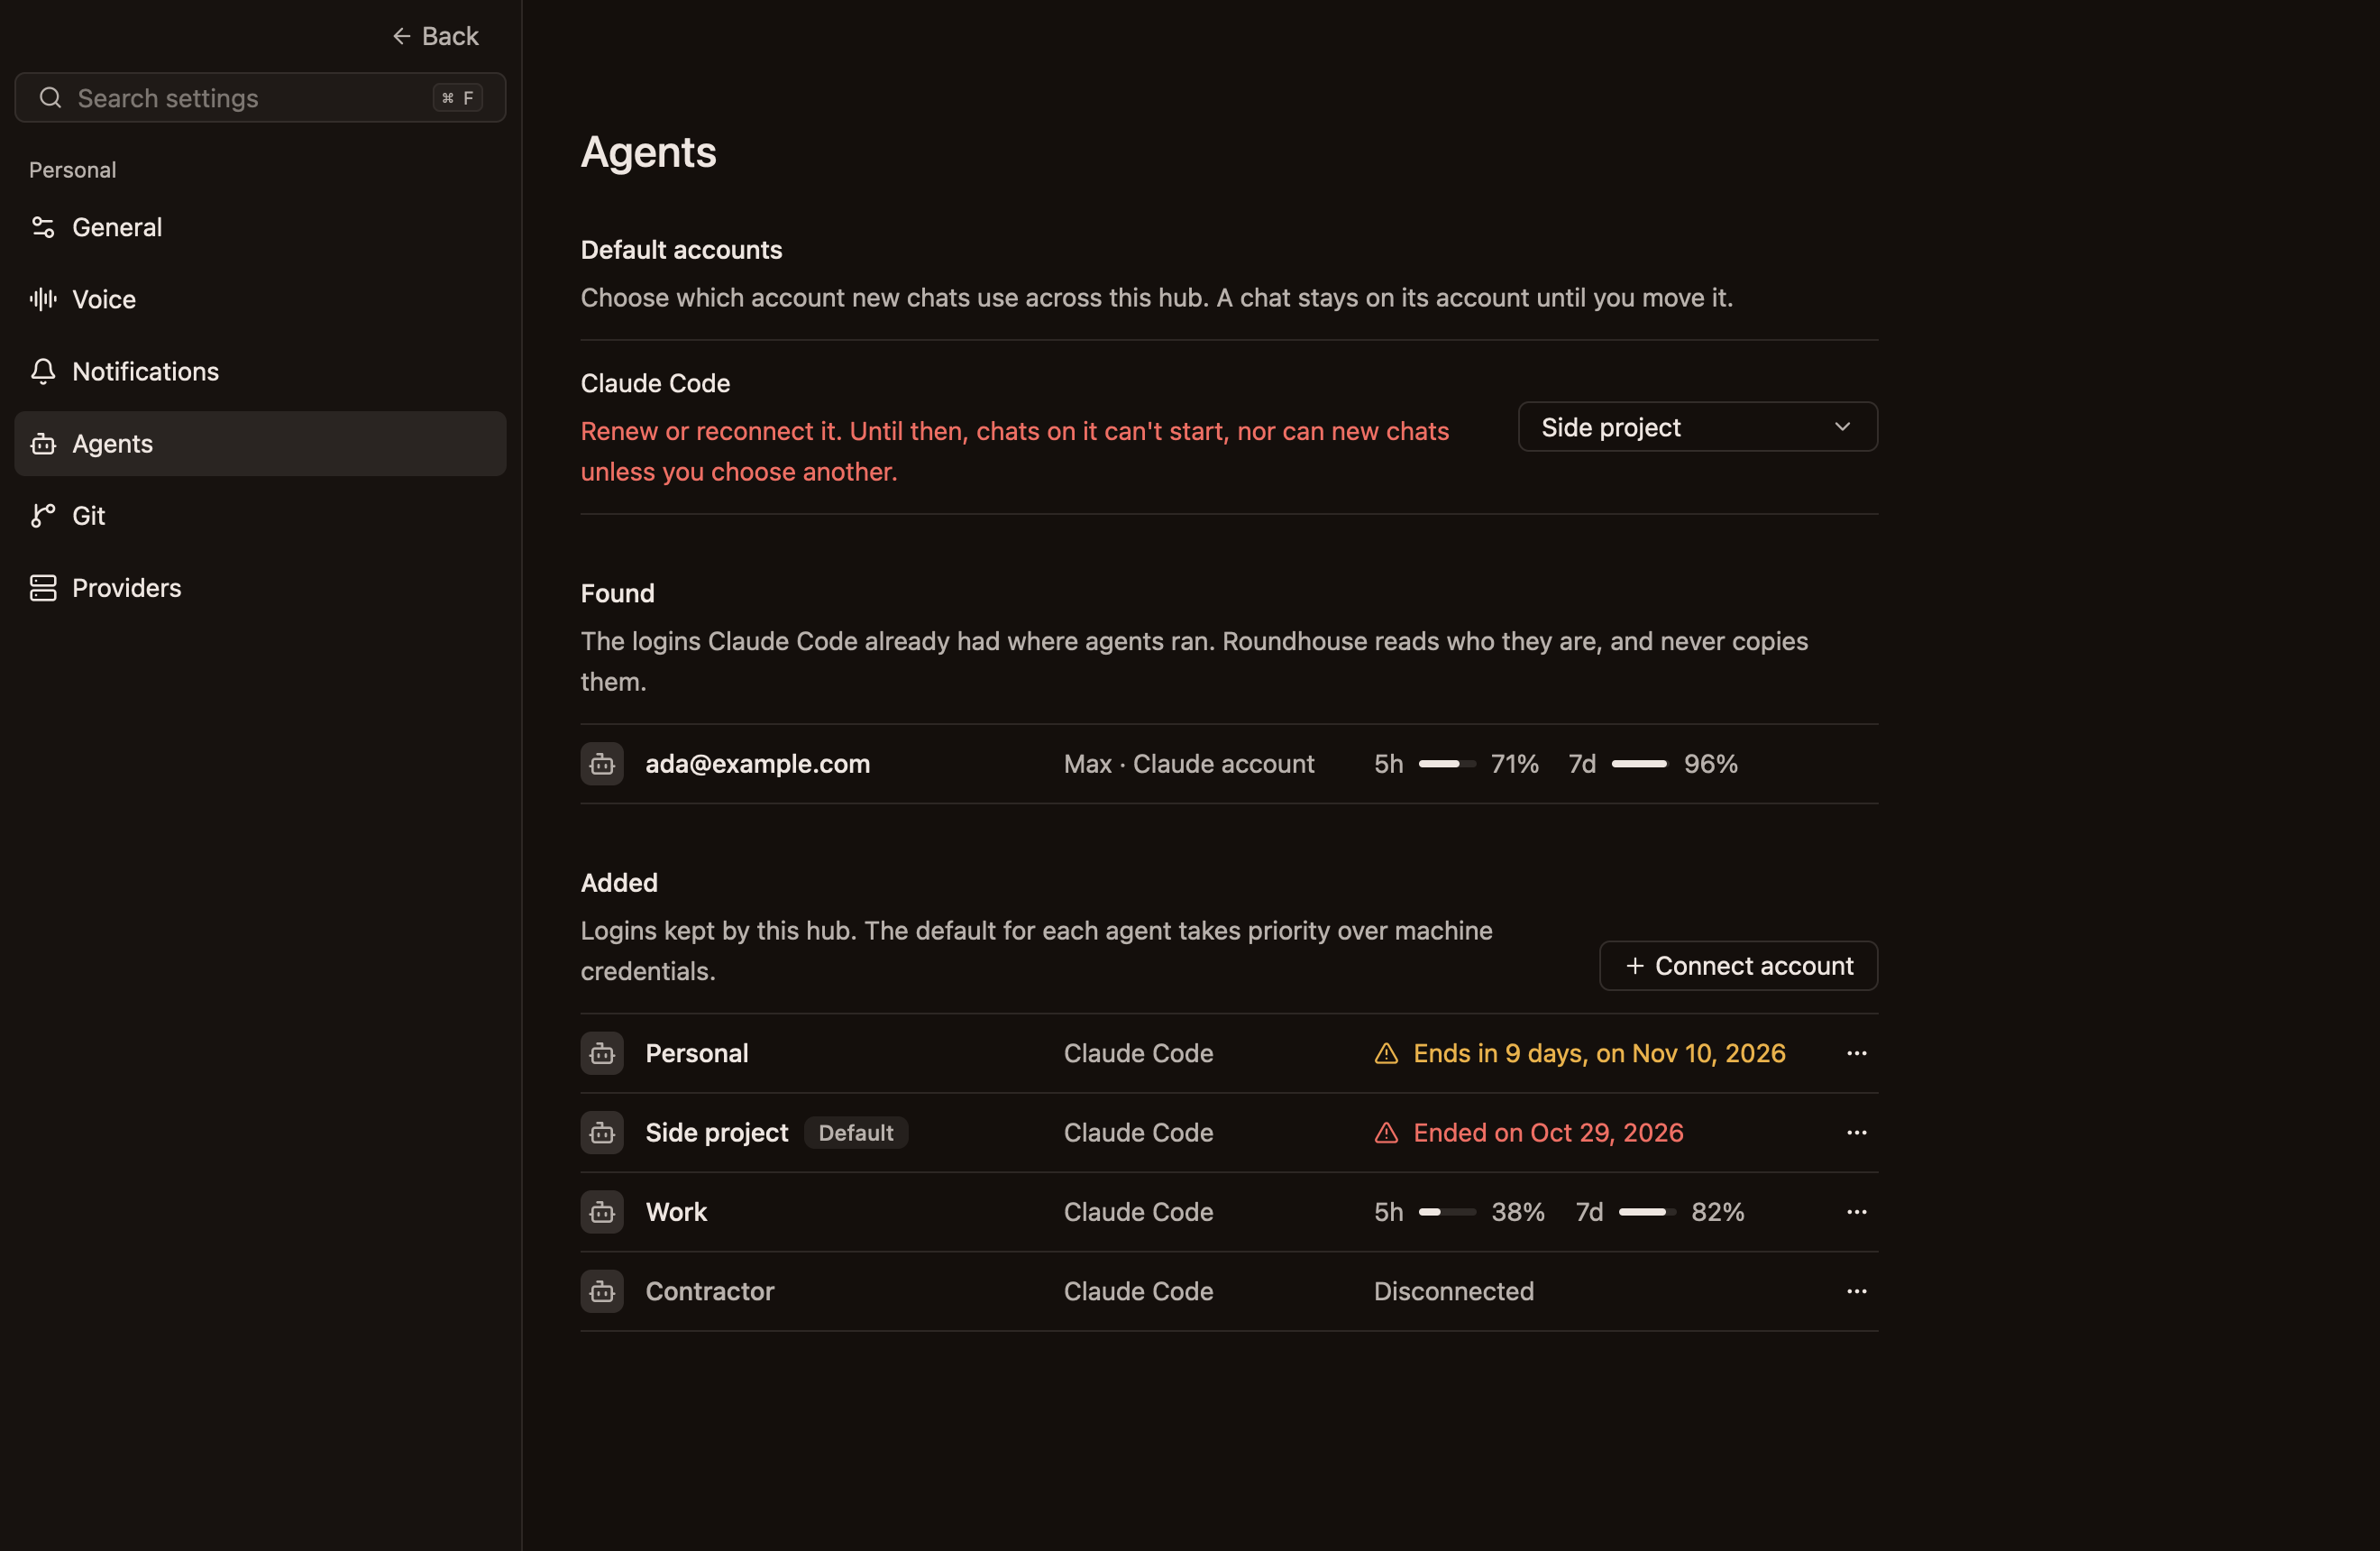 Back
Search settings
⌘ F
Personal
General
Voice
Notifications
Agents
Git
Providers
Agents
Default accounts
Choose which account new chats use across this hub. A chat stays on its account until you move it.
Claude Code
Renew or reconnect it. Until then, chats on it can't start, nor can new chats
unless you choose another.
Side project
Found
The logins Claude Code already had where agents ran. Roundhouse reads who they are, and never copies
them.
ada@example.com Max · Claude account 5h 71% 7d 96%
Added
Logins kept by this hub. The default for each agent takes priority over machine
credentials.
Connect account
Personal Claude Code Ends in 9 days, on Nov 10, 2026
Side project Default Claude Code Ended on Oct 29, 2026
Work Claude Code 5h 38% 7d 82%
Contractor Claude Code Disconnected